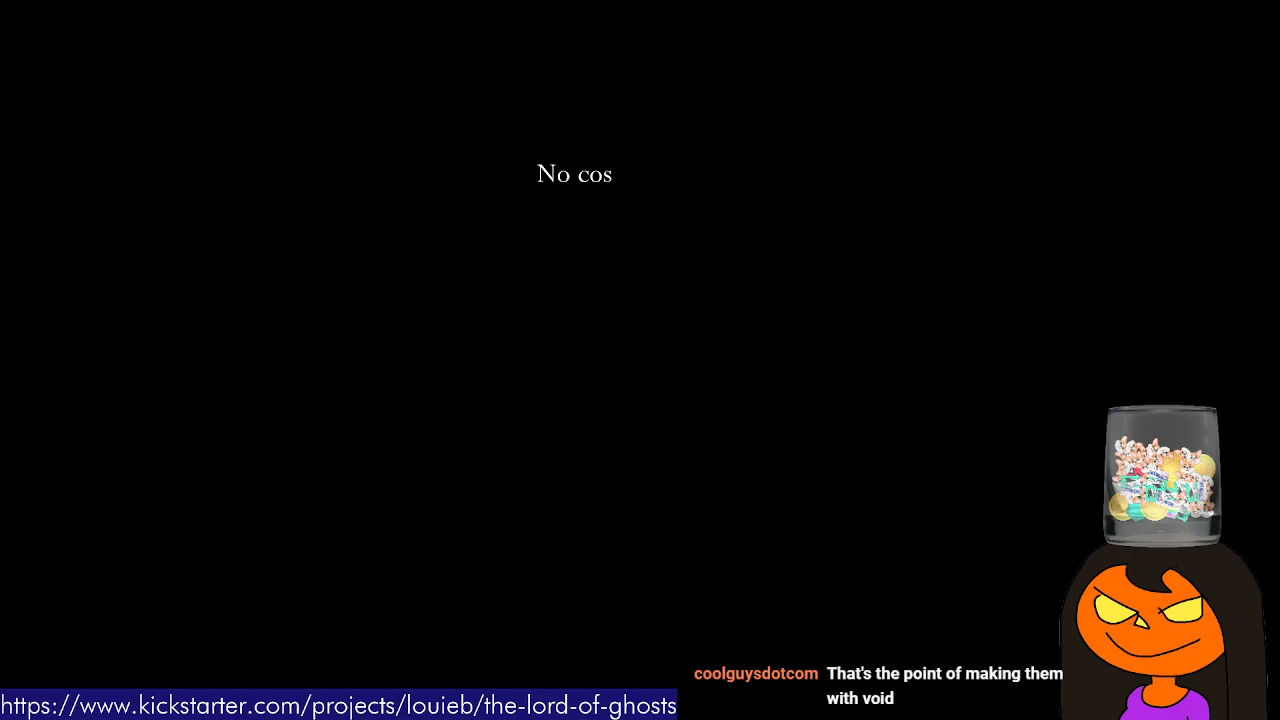 No cos
coolguysdotcom That's the point of making them
with void
https://www.kickstarter.com/projects/louieb/the-lord-of-ghosts